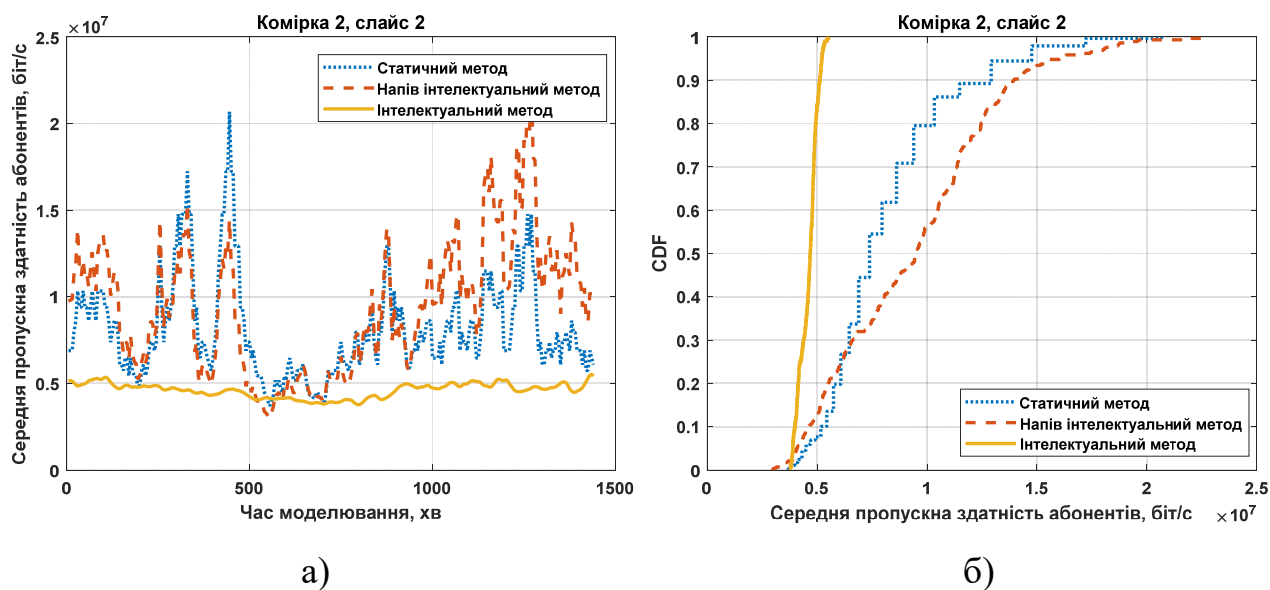 Комірка 2, слайс 2
×10⁷
2.5
2
1.5
1
0.5
0
Середня пропускна здатність абонентів, біт/с
Статичний метод
Напів інтелектуальний метод
Інтелектуальний метод
0
500
1000
1500
Час моделювання, хв
а)
Комірка 2, слайс 2
1
0.9
0.8
0.7
0.6
0.5
0.4
0.3
0.2
0.1
0
CDF
Статичний метод
Напів інтелектуальний метод
Інтелектуальний метод
0
0.5
1
1.5
2
2.5
Середня пропускна здатність абонентів, біт/с
×10⁷
б)